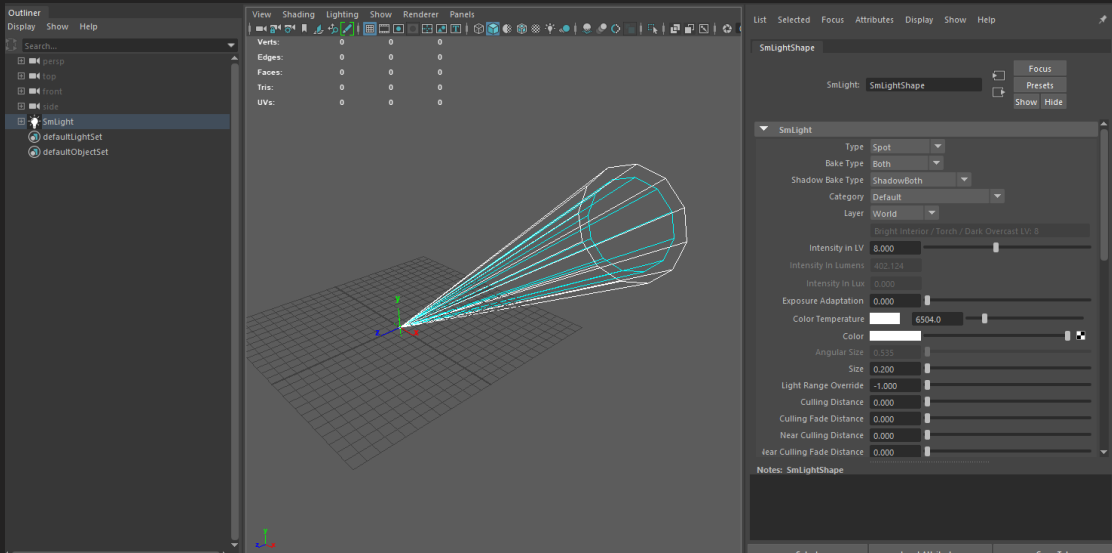 Outliner
Display Show Help
Search...
persp
top
front
side
SmLight
defaultLightSet
defaultObjectSet
View Shading Lighting Show Renderer Panels
Verts: 0 0 0
Edges: 0 0 0
Faces: 0 0 0
Tris: 0 0 0
UVs: 0 0 0
y
z
x
y
z
x
List Selected Focus Attributes Display Show Help
SmLightShape
SmLight: SmLightShape
Focus
Presets
Show Hide
SmLight
Type Spot
Bake Type Both
Shadow Bake Type ShadowBoth
Category Default
Layer World
Bright Interior / Torch / Dark Overcast LV: 8
Intensity in LV 8.000
Intensity In Lumens 402.124
Intensity In Lux 0.000
Exposure Adaptation 0.000
Color Temperature 6504.0
Color
Angular Size 0.535
Size 0.200
Light Range Override -1.000
Culling Distance 0.000
Culling Fade Distance 0.000
Near Culling Distance 0.000
Near Culling Fade Distance 0.000
Notes: SmLightShape